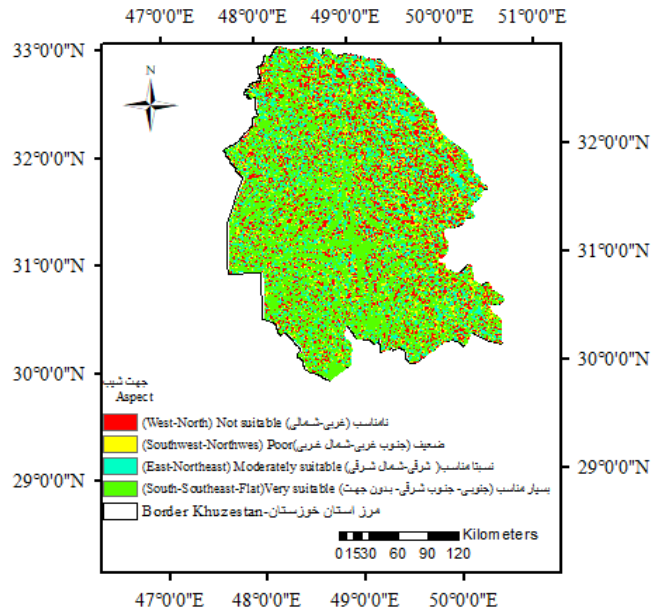 47°0'0"E 48°0'0"E 49°0'0"E 50°0'0"E 51°0'0"E
33°0'0"N
N
32°0'0"N
32°0'0"N
31°0'0"N
31°0'0"N
30°0'0"N
30°0'0"N
29°0'0"N
29°0'0"N
جهت شیب
Aspect
(West-North) Not suitable نامناسب (غربی-شمالی)
(Southwest-Northwes) Poor ضعیف (جنوب غربی-شمال غربی)
(East-Northeast) Moderately suitable نسبتا مناسب( شرقی-شمال شرقی)
(South-Southeast-Flat)Very suitable بسیار مناسب (جنوبی- جنوب شرقی- بدون جهت)
Border Khuzestan-مرز استان خوزستان
Kilometers
0 15 30 60 90 120
47°0'0"E 48°0'0"E 49°0'0"E 50°0'0"E